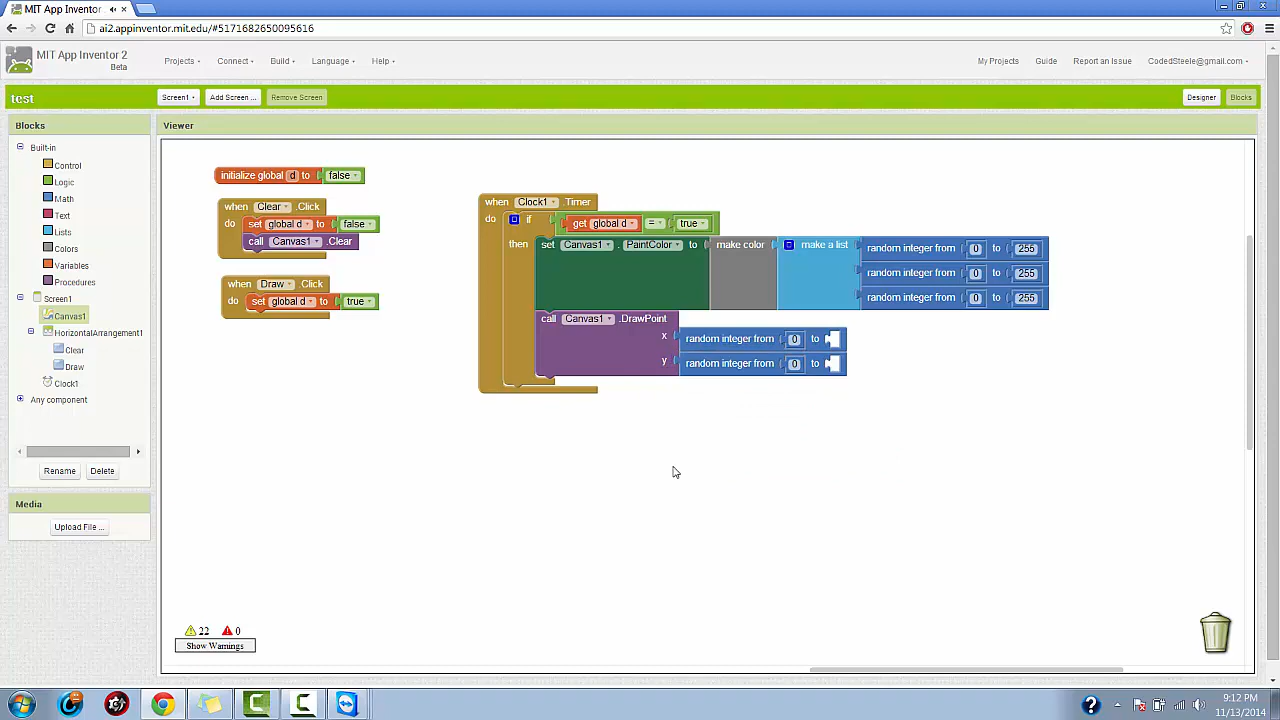 MIT App Inventor 2
ai2.appinventor.mit.edu/#5171682650095616
MIT App Inventor 2
Beta
Projects
Connect
Build
Language
Help
My Projects
Guide
Report an Issue
CodedSteele@gmail.com
test
Screen1
Add Screen ...
Remove Screen
Designer
Blocks
Blocks
Viewer
Built-in
Control
Logic
Math
Text
Lists
Colors
Variables
Procedures
Screen1
Canvas1
HorizontalArrangement1
Clear
Draw
Clock1
Any component
Rename
Delete
Media
Upload File ...
initialize global d to false
when Clear .Click
do set global d to false
call Canvas1 .Clear
when Draw .Click
do set global d to true
when Clock1 .Timer
do if get global d = true
then set Canvas1 . PaintColor to make color make a list random integer from 0 to 255
random integer from 0 to 255
random integer from 0 to 255
call Canvas1 .DrawPoint
x random integer from 0 to
y random integer from 0 to
22 0
Show Warnings
9:12 PM
11/13/2014